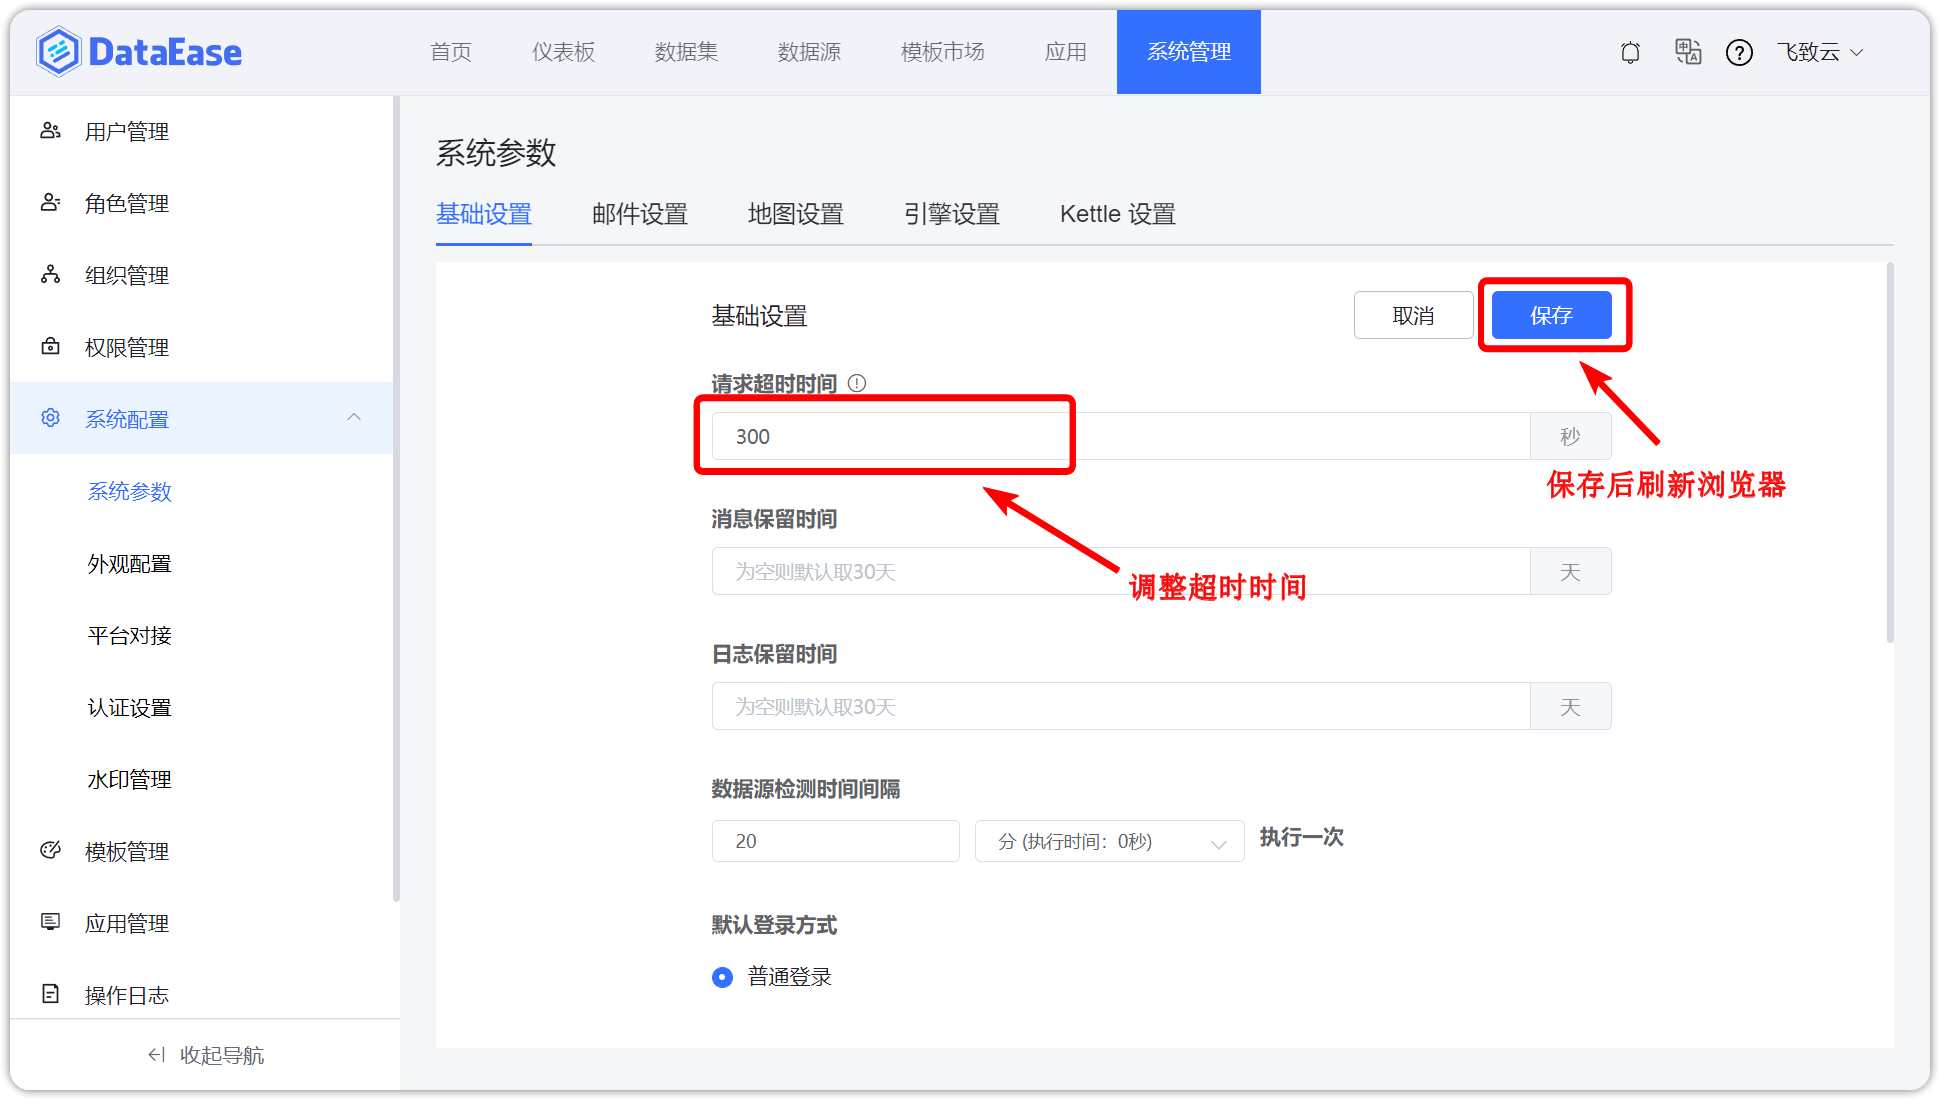 DataEase
首页 仪表板 数据集 数据源 模板市场 应用 系统管理 飞致云
用户管理
角色管理
组织管理
权限管理
系统配置
系统参数
外观配置
平台对接
认证设置
水印管理
模板管理
应用管理
操作日志
收起导航
系统参数
基础设置 邮件设置 地图设置 引擎设置 Kettle 设置
基础设置 取消 保存
请求超时时间
300 秒
保存后刷新浏览器
消息保留时间
为空则默认取30天 天
调整超时时间
日志保留时间
为空则默认取30天 天
数据源检测时间间隔
20 分 (执行时间：0秒) 执行一次
默认登录方式
普通登录